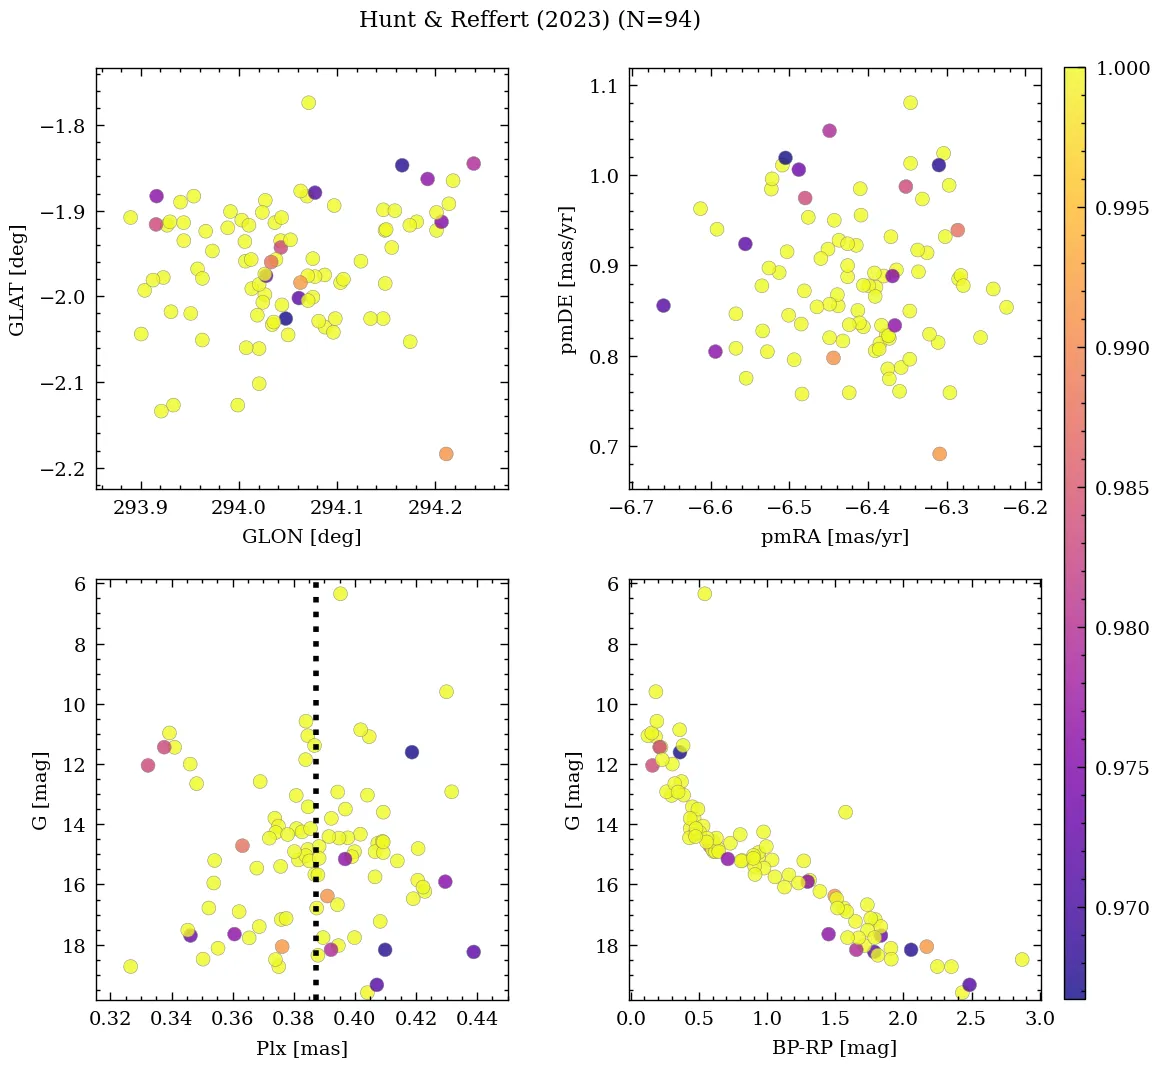 Hunt & Reffert (2023) (N=94)
−1.8
−1.9
−2.0
−2.1
−2.2
GLAT [deg]
293.9 294.0 294.1 294.2
GLON [deg]
1.1
1.0
0.9
0.8
0.7
pmDE [mas/yr]
−6.7 −6.6 −6.5 −6.4 −6.3 −6.2
pmRA [mas/yr]
6
8
10
12
14
16
18
G [mag]
0.32 0.34 0.36 0.38 0.40 0.42 0.44
Plx [mas]
6
8
10
12
14
16
18
G [mag]
0.0 0.5 1.0 1.5 2.0 2.5 3.0
BP-RP [mag]
1.000
0.995
0.990
0.985
0.980
0.975
0.970